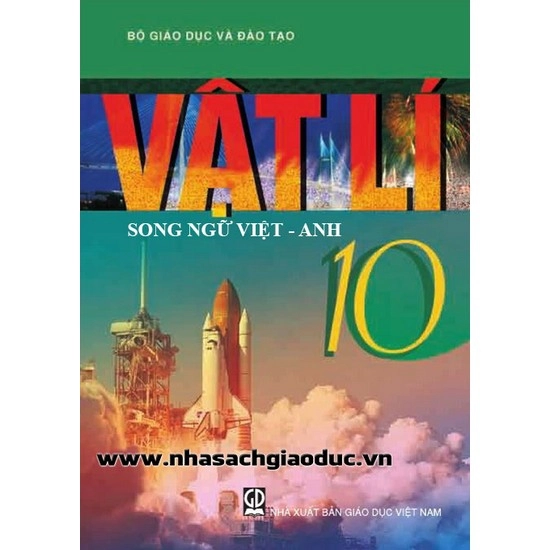 BỘ GIÁO DỤC VÀ ĐÀO TẠO
VẬT LÍ
SONG NGỮ VIỆT - ANH
10
www.nhasachgiaoduc.vn
NHÀ XUẤT BẢN GIÁO DỤC VIỆT NAM